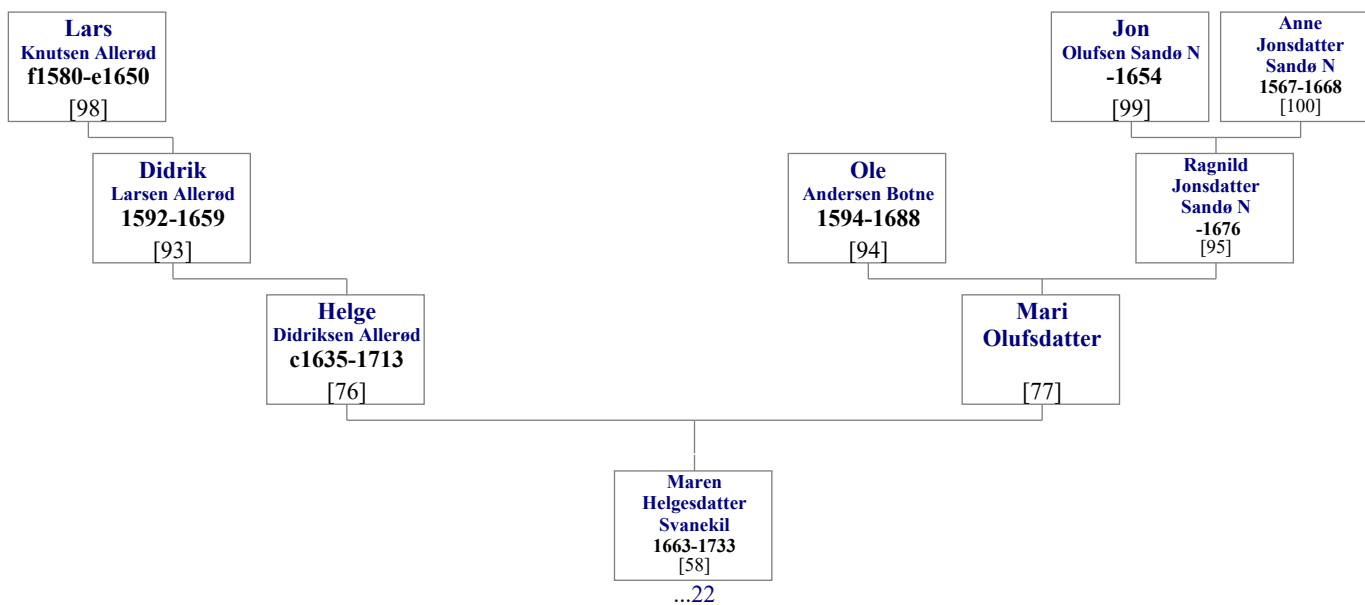 Lars
Knutsen Allerød
f1580-e1650
[98]
Jon
Olufsen Sandø N
-1654
[99]
Anne
Jonsdatter
Sandø N
1567-1668
[100]
Didrik
Larsen Allerød
1592-1659
[93]
Ole
Andersen Botne
1594-1688
[94]
Ragnild
Jonsdatter
Sandø N
-1676
[95]
Helge
Didriksen Allerød
c1635-1713
[76]
Mari
Olufsdatter
[77]
Maren
Helgesdatter
Svanekil
1663-1733
[58]
...22